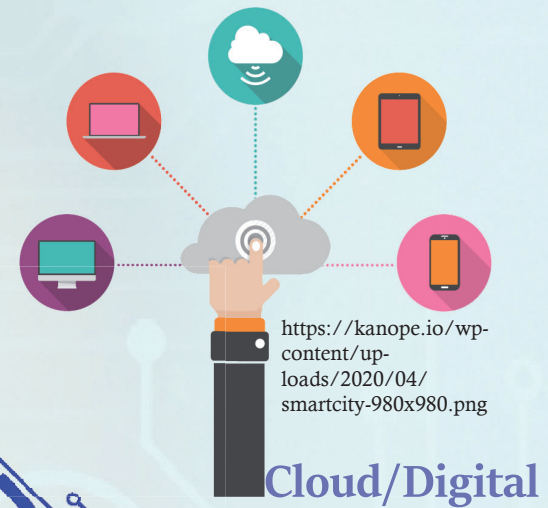 https://kanope.io/wp-
content/up-
loads/2020/04/
smartcity-980x980.png
Cloud/Digital